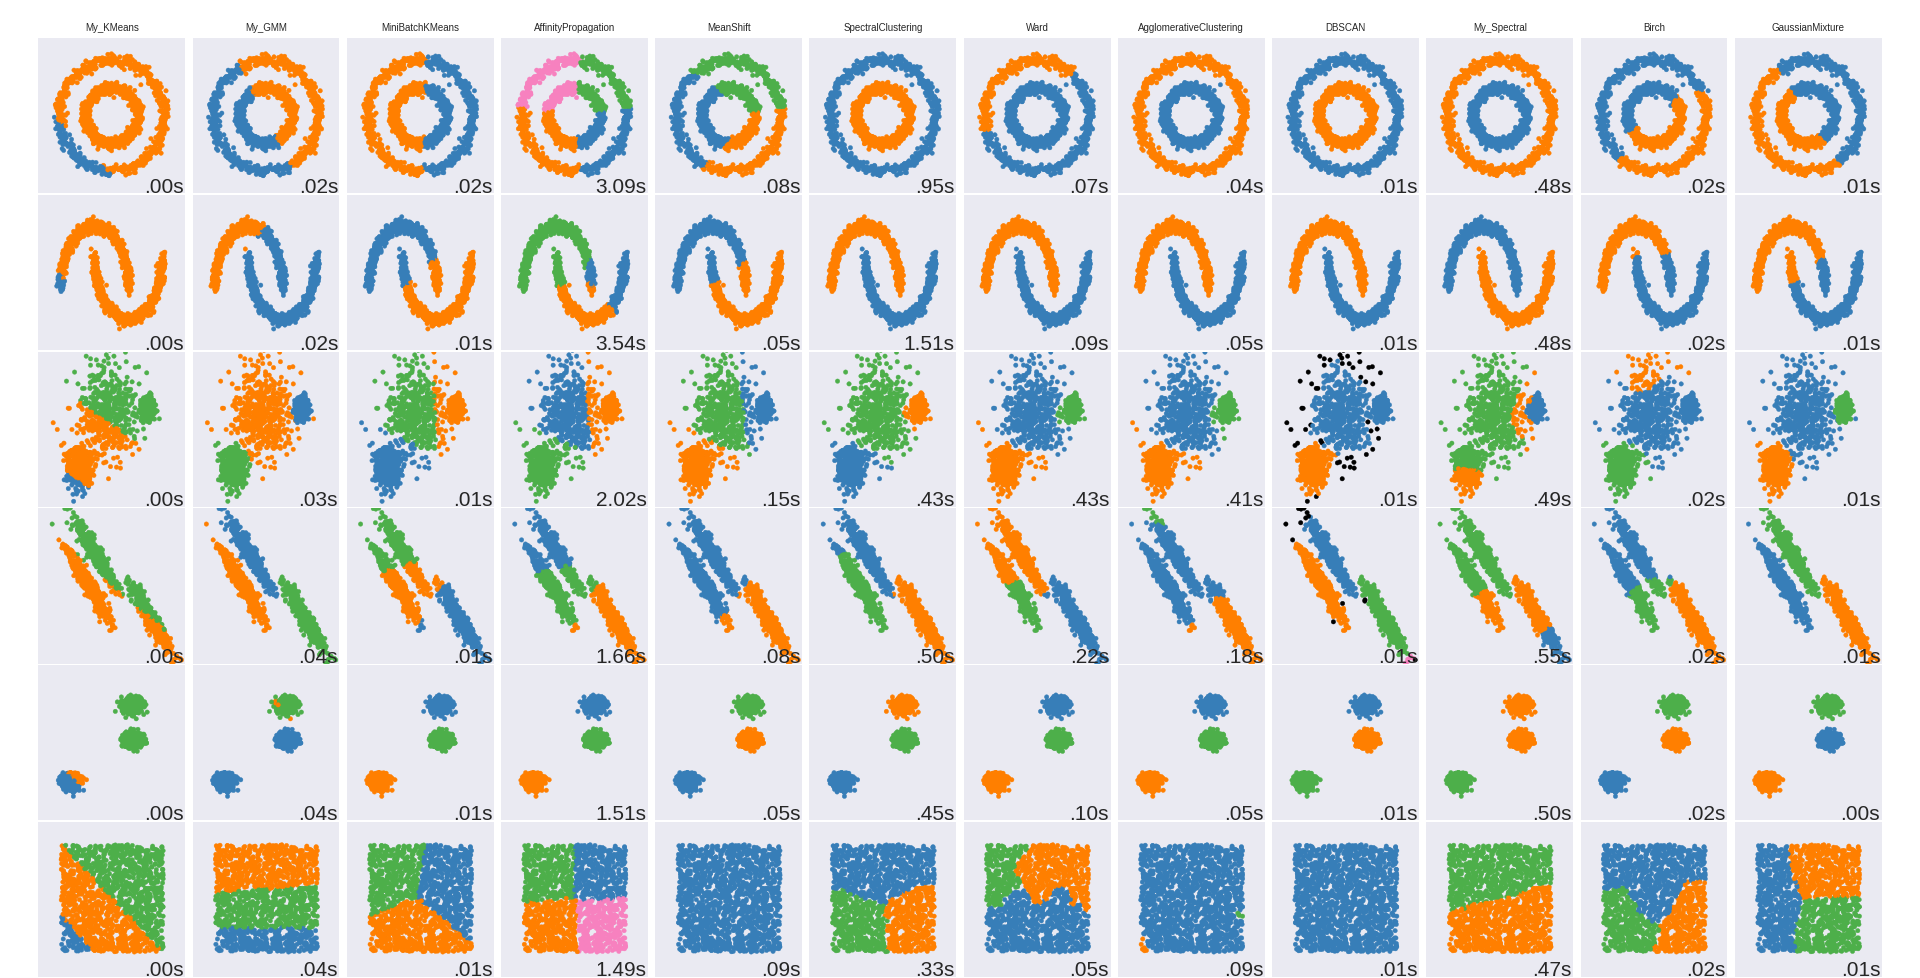 My_KMeans My_GMM MiniBatchKMeans AffinityPropagation MeanShift SpectralClustering Ward AgglomerativeClustering DBSCAN My_Spectral Birch GaussianMixture
.00s .02s .02s 3.09s .08s .95s .07s .04s .01s .48s .02s .01s
.00s .02s .01s 3.54s .05s 1.51s .09s .05s .01s .48s .02s .01s
.00s .03s .01s 2.02s .15s .43s .43s .41s .01s .49s .02s .01s
.00s .04s .01s 1.66s .08s .50s .22s .18s .01s .55s .02s .01s
.00s .04s .01s 1.51s .05s .45s .10s .05s .01s .50s .02s .00s
.00s .04s .01s 1.49s .09s .33s .05s .09s .01s .47s .02s .01s